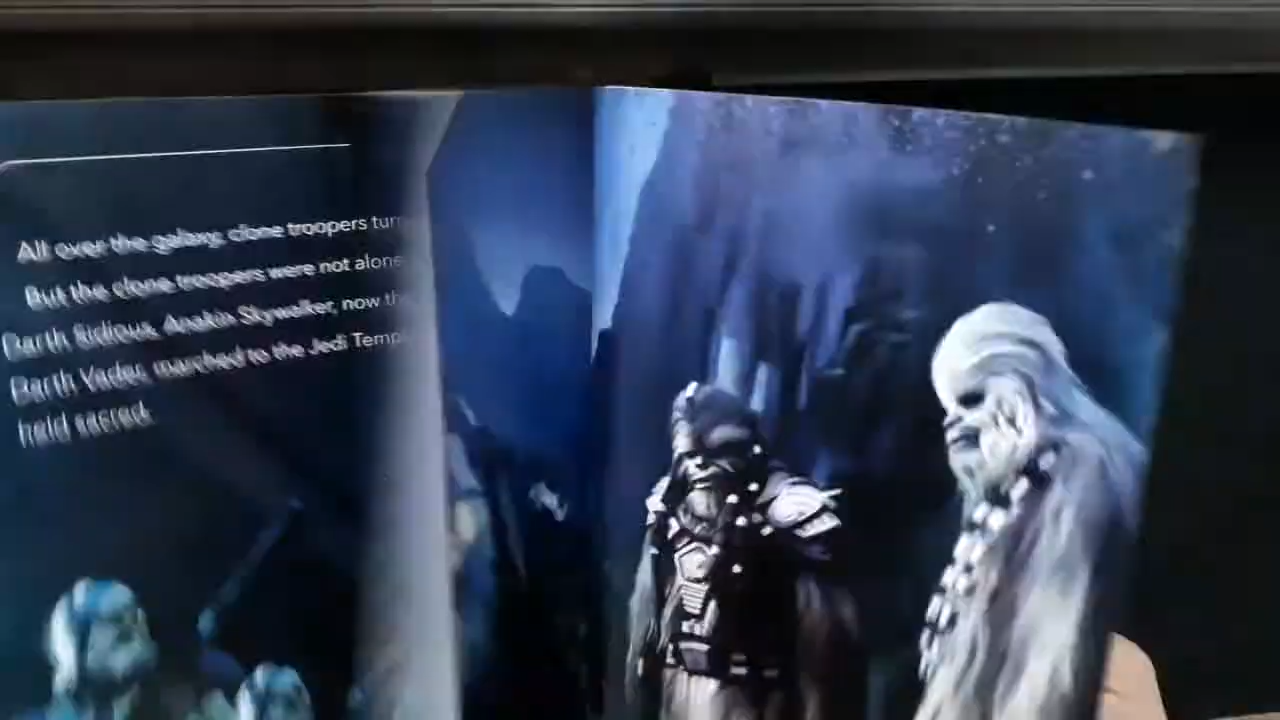 All over the galaxy, clone troopers turn
But the clone troopers were not alone
Darth Sidious, Anakin Skywalker, now th
Darth Vader, marched to the Jedi Temp
held sacred.